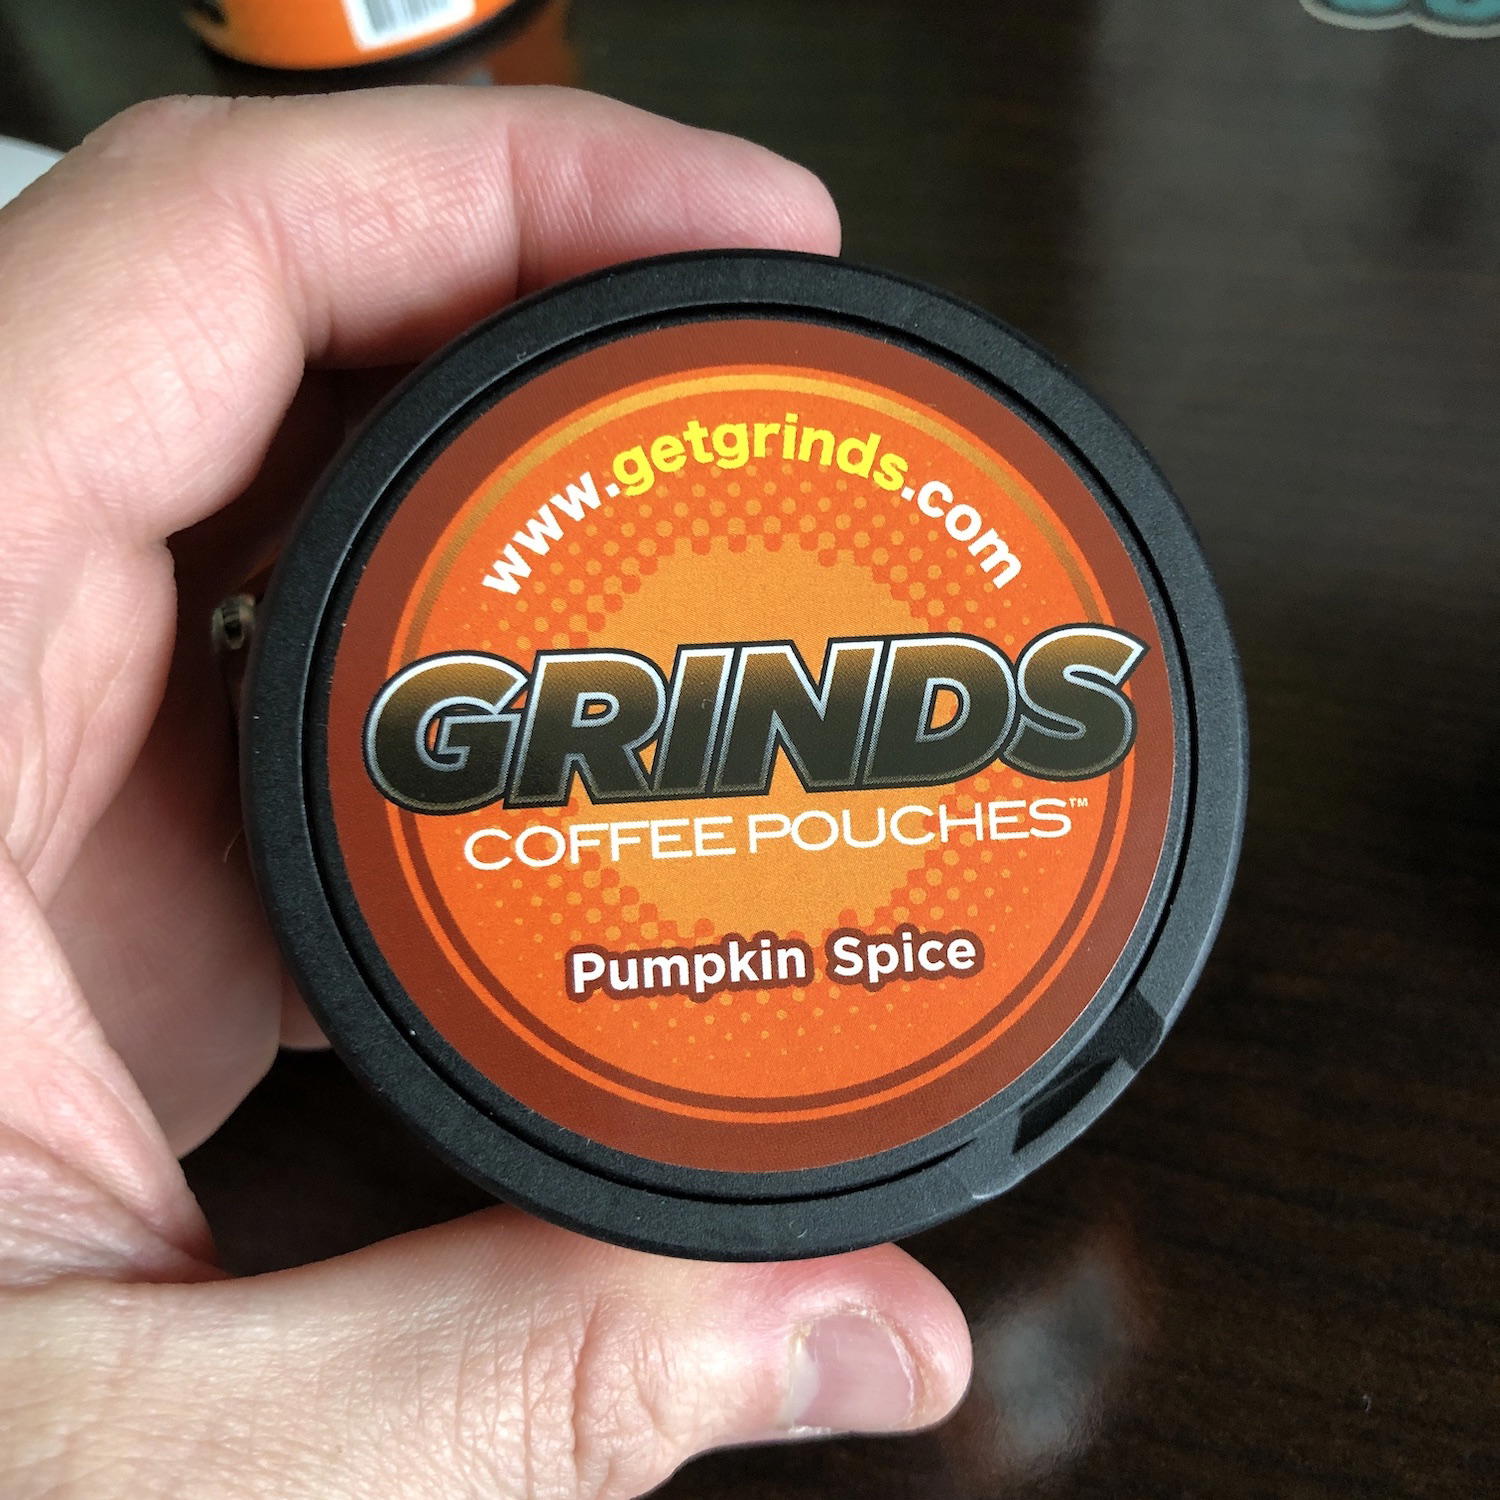 www.getgrinds.com
GRINDS
COFFEE POUCHES™
Pumpkin Spice